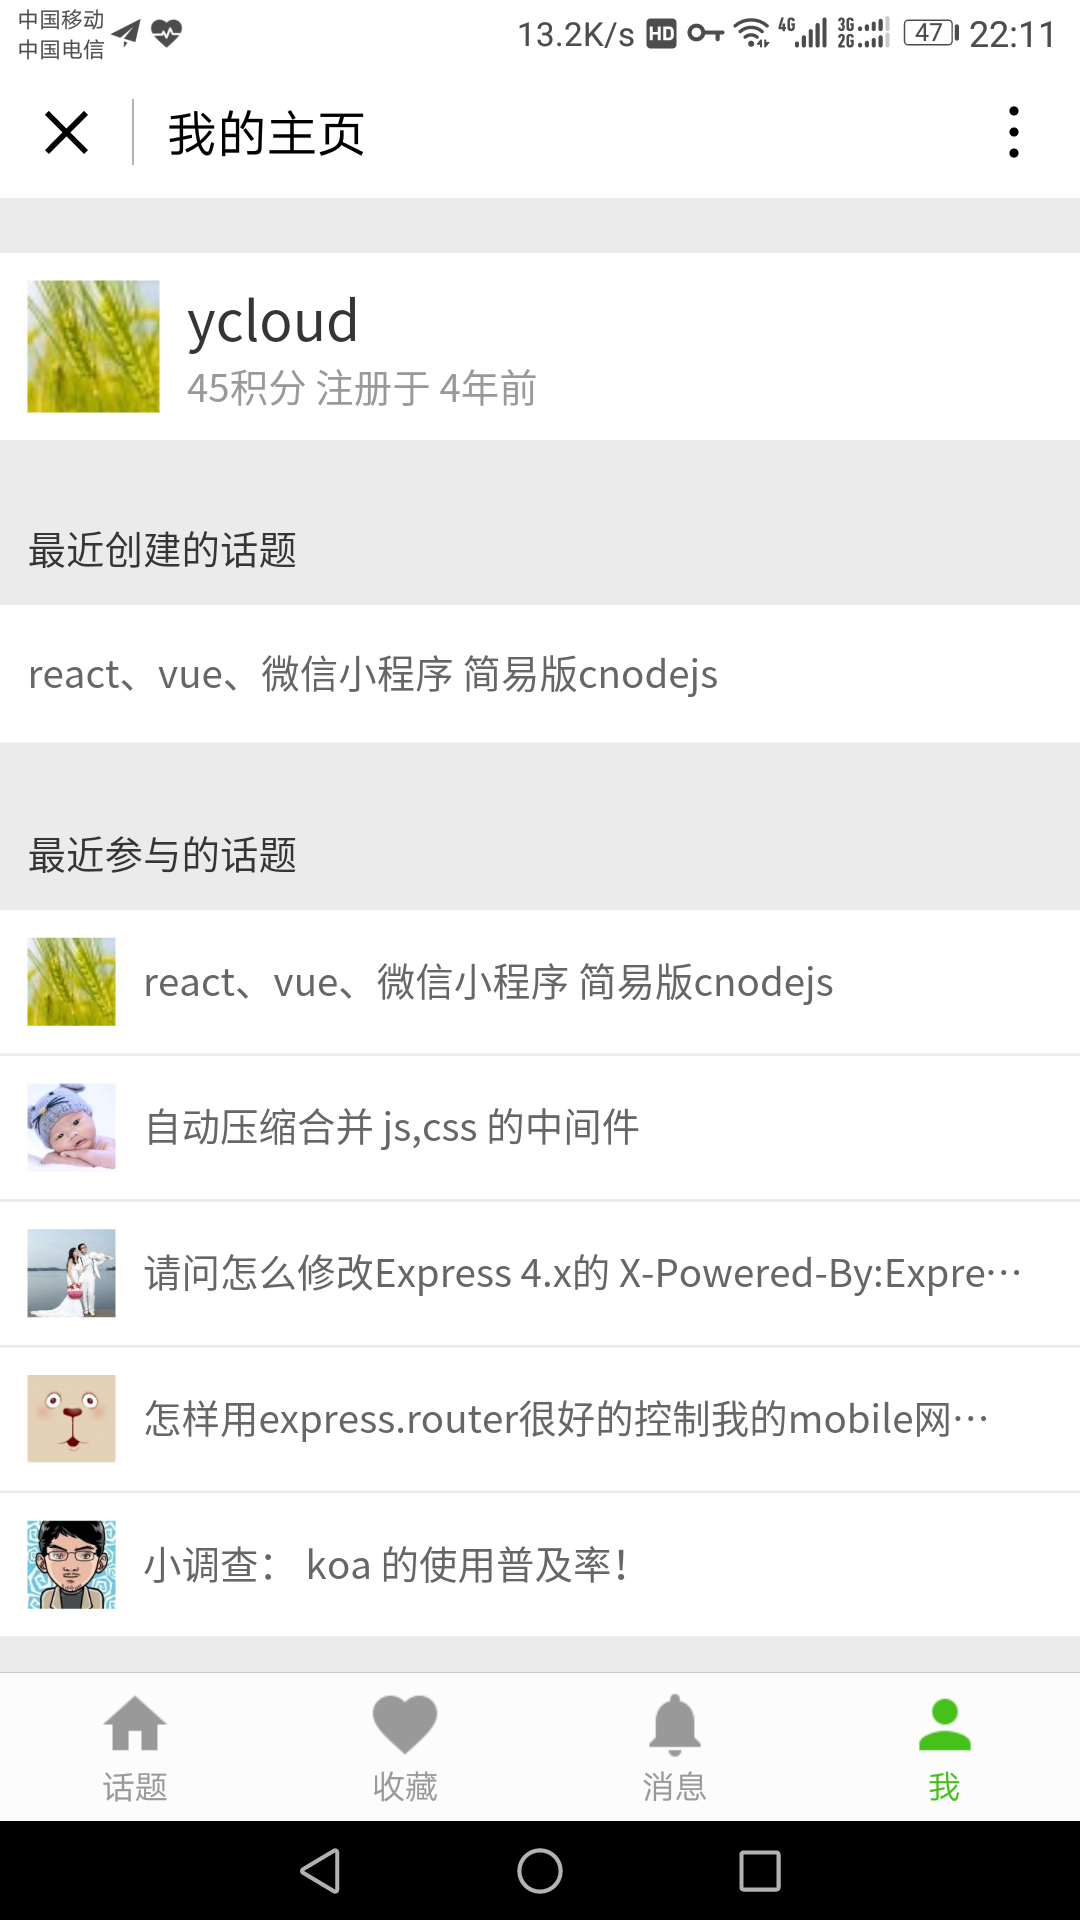 中国移动
中国电信
13.2K/s HD 4G 3G 2G 47 22:11
我的主页
ycloud
45积分 注册于 4年前
最近创建的话题
react、vue、微信小程序 简易版cnodejs
最近参与的话题
react、vue、微信小程序 简易版cnodejs
自动压缩合并 js,css 的中间件
请问怎么修改Express 4.x的 X-Powered-By:Expre…
怎样用express.router很好的控制我的mobile网…
小调查： koa 的使用普及率！
话题 收藏 消息 我